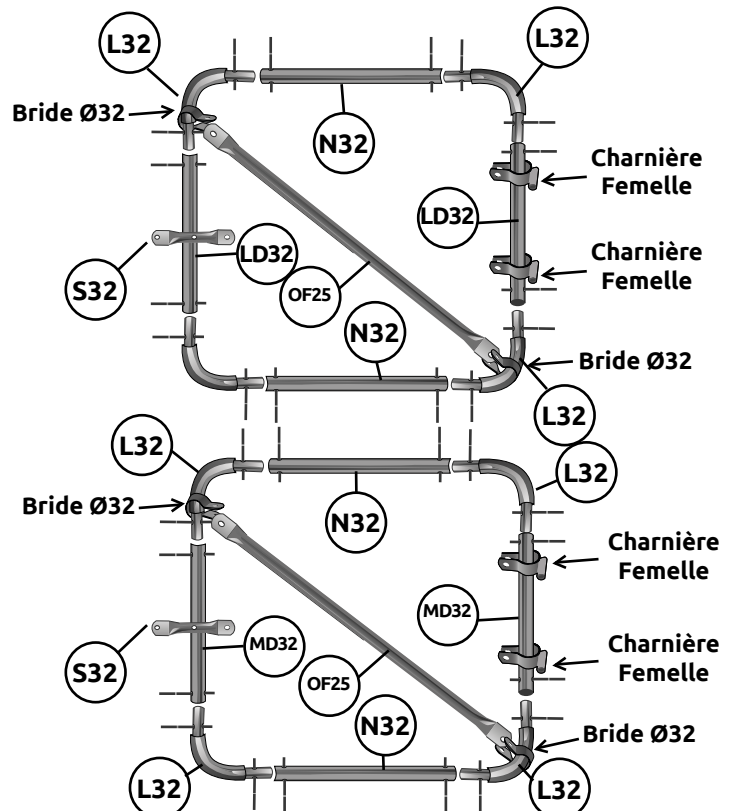 L32
L32
Bride Ø32
N32
Charnière
Femelle
LD32
LD32
Charnière
Femelle
S32
OF25
N32
Bride Ø32
L32
L32
L32
Bride Ø32
N32
Charnière
Femelle
MD32
MD32
Charnière
Femelle
S32
OF25
N32
Bride Ø32
L32
L32